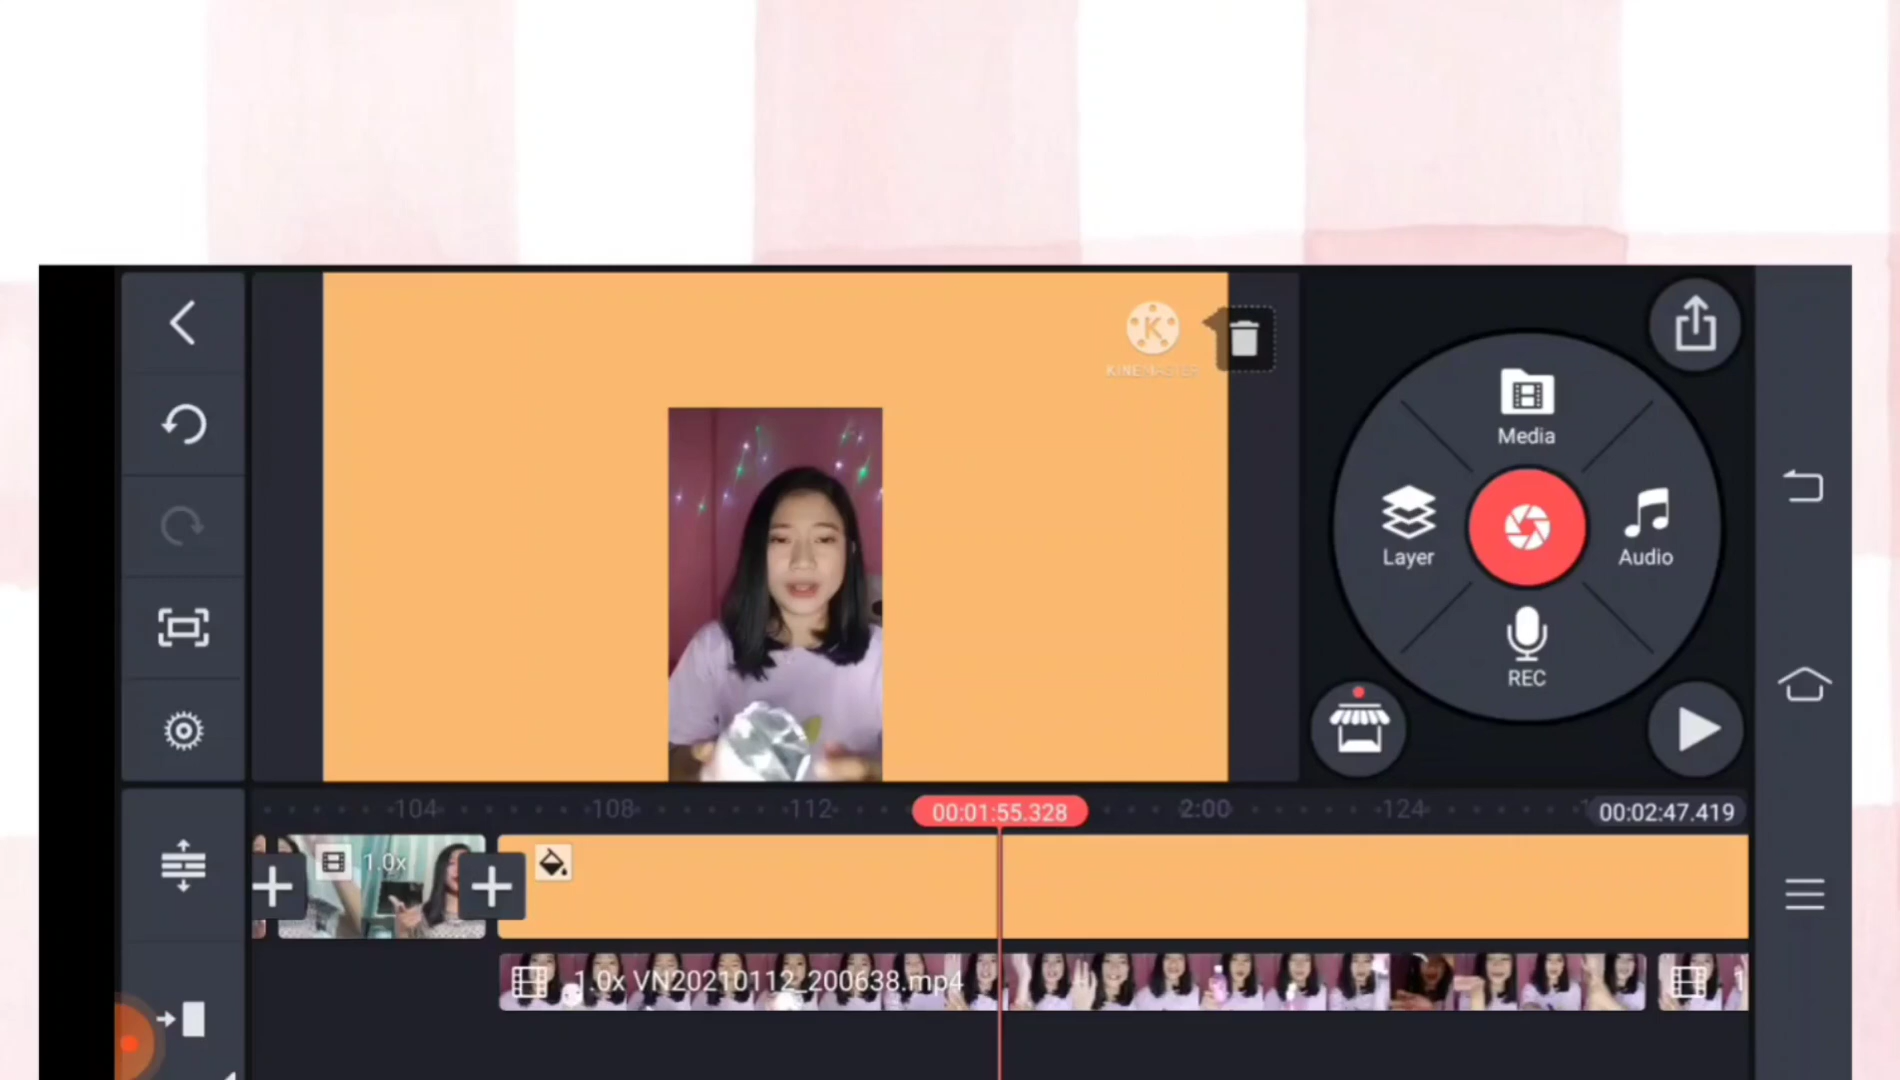 KINEMASTER
Media
Layer
Audio
REC
104
108
112
00:01:55.328
2:00
124
00:02:47.419
1.0x
1.0x VN20210112_200638.mp4
1